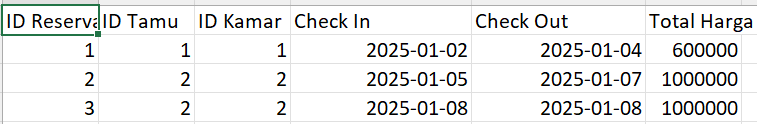 ID Reserva ID Tamu ID Kamar Check In Check Out Total Harga
1 1 1 2025-01-02 2025-01-04 600000
2 2 2 2025-01-05 2025-01-07 1000000
3 2 2 2025-01-08 2025-01-08 1000000